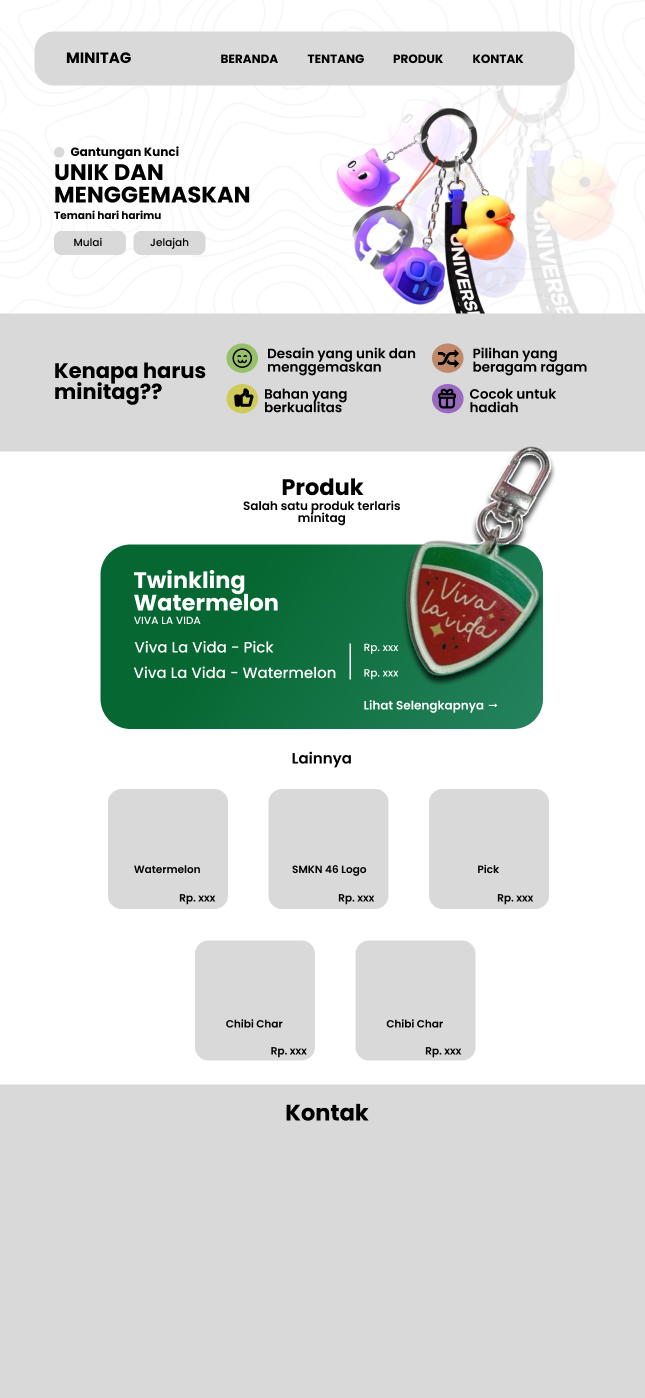 MINITAG
BERANDA
TENTANG
PRODUK
KONTAK
Gantungan Kunci
UNIK DAN
MENGGEMASKAN
Temani hari harimu
Mulai
Jelajah
UNIVERSE
UNIVERSE
Kenapa harus
minitag??
Desain yang unik dan
menggemaskan
Pilihan yang
beragam ragam
Bahan yang
berkualitas
Cocok untuk
hadiah
Produk
Salah satu produk terlaris
minitag
Twinkling
Watermelon
VIVA LA VIDA
Viva La Vida - Pick
Rp. xxx
Viva La Vida - Watermelon
Rp. xxx
Lihat Selengkapnya →
Viva
la vida
Lainnya
Watermelon
Rp. xxx
SMKN 46 Logo
Rp. xxx
Pick
Rp. xxx
Chibi Char
Rp. xxx
Chibi Char
Rp. xxx
Kontak